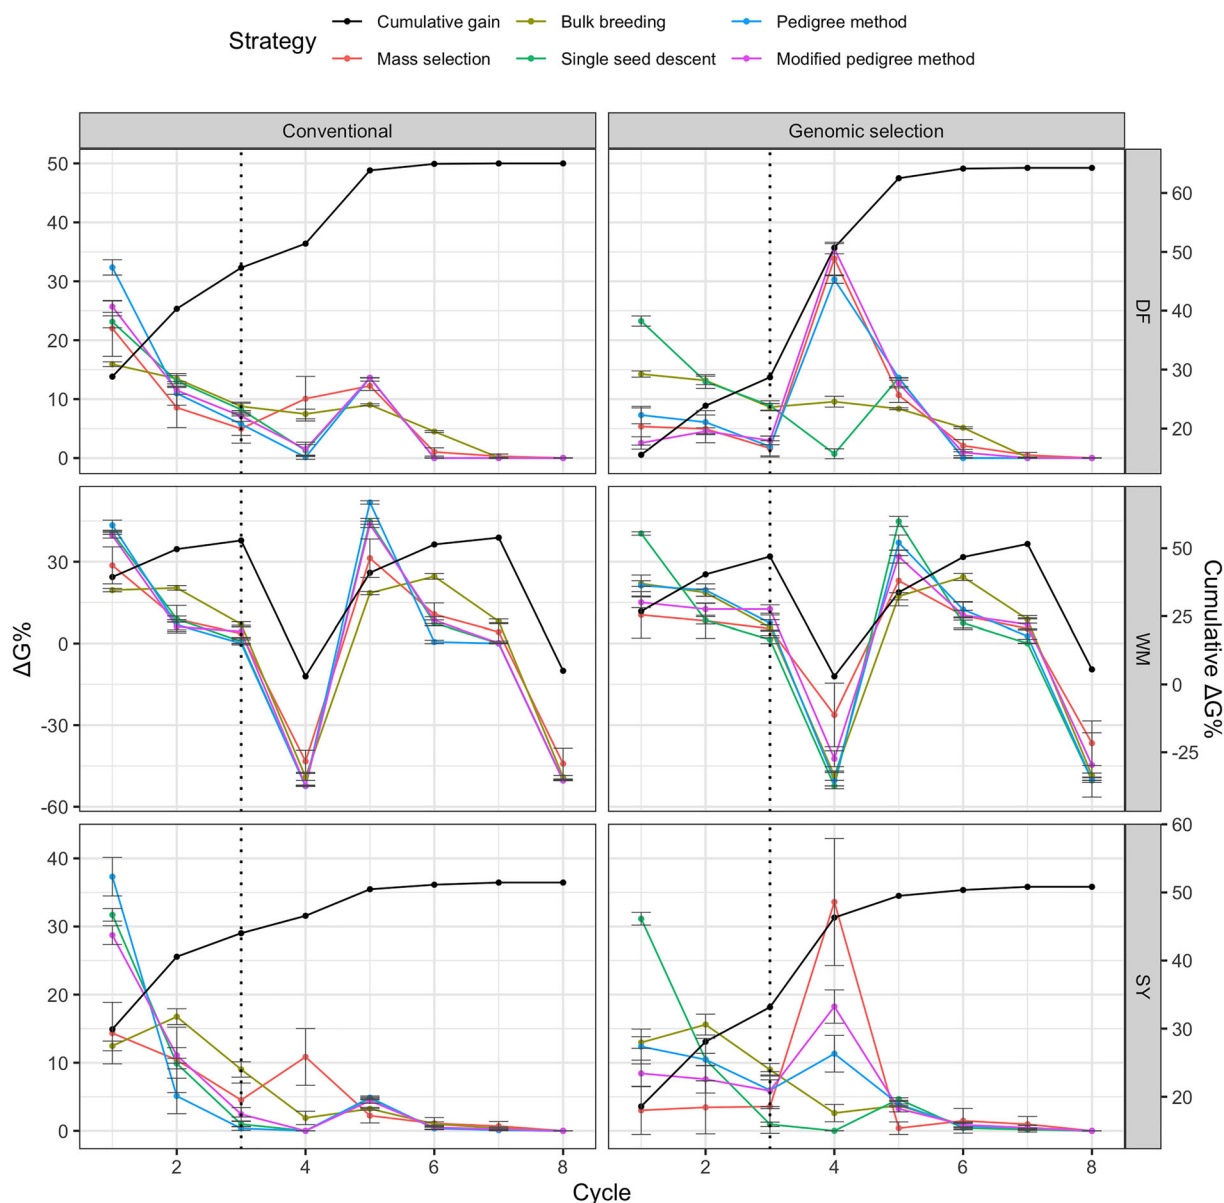 Strategy
Cumulative gain
Bulk breeding
Pedigree method
Mass selection
Single seed descent
Modified pedigree method
Conventional
Genomic selection
50
40
30
20
10
0
60
50
40
30
20
DF
30
0
-30
-60
50
25
0
-25
WM
40
30
20
10
0
60
50
40
30
20
SY
ΔG%
Cumulative ΔG%
2
4
6
8
2
4
6
8
Cycle